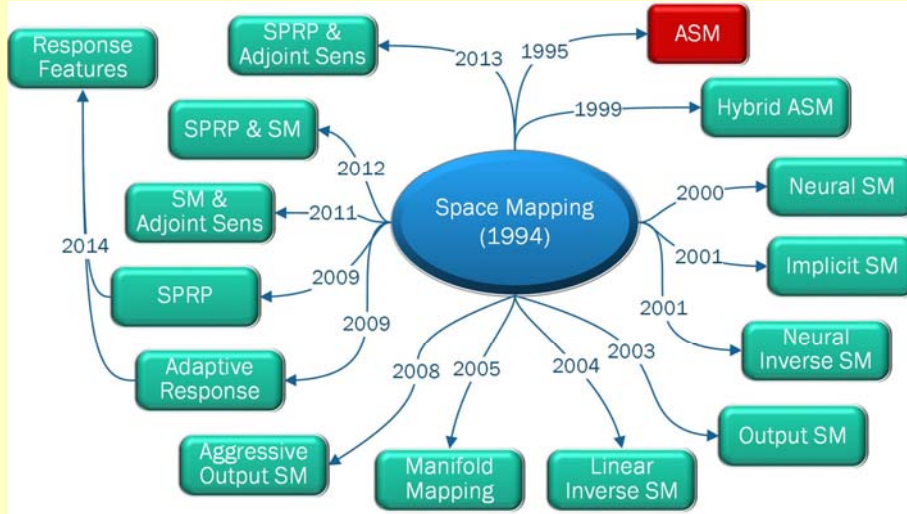 SPRP &
Adjoint Sens
ASM
Response
Features
2013
1995
Hybrid ASM
1999
SPRP & SM
2012
Neural SM
2000
SM &
Adjoint Sens
2011
Space Mapping
(1994)
2014
2001
Implicit SM
SPRP
2009
2001
2009
Neural
Inverse SM
Adaptive
Response
2008
2005
2004
2003
Output SM
Aggressive
Output SM
Manifold
Mapping
Linear
Inverse SM